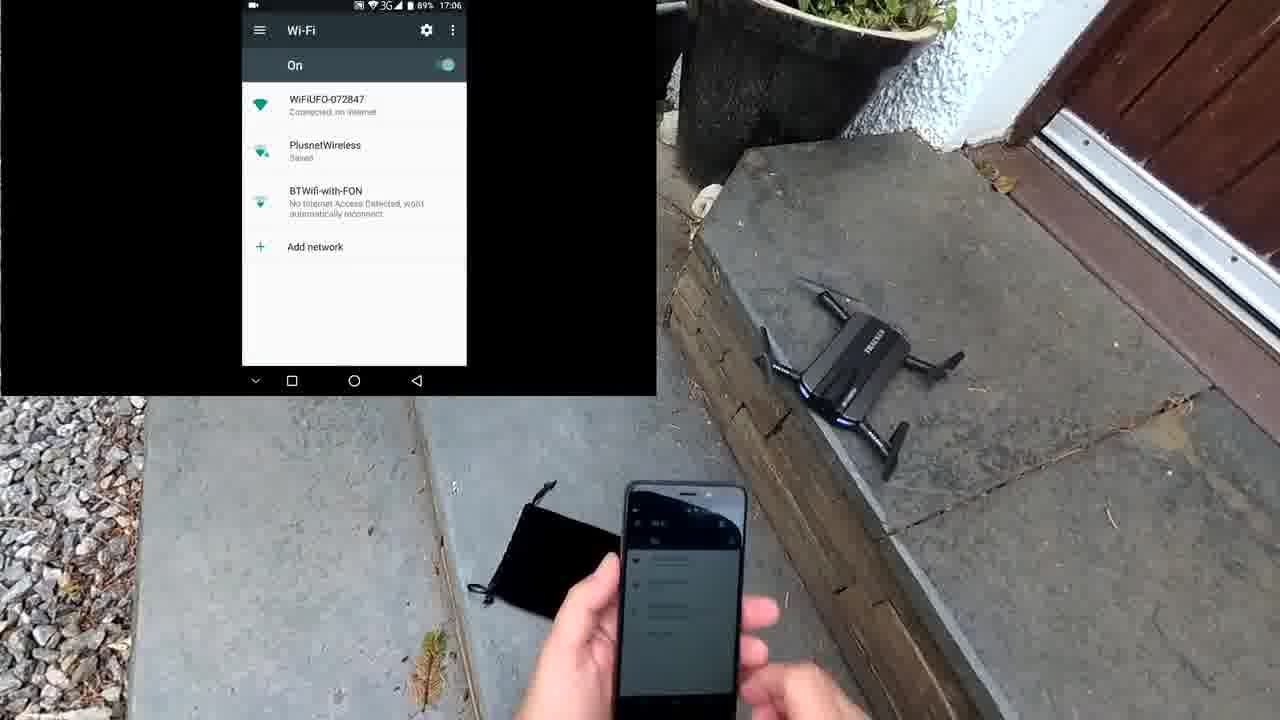 3G 89% 17:06
Wi-Fi
On
WiFiUFO-072847
Connected, no Internet
PlusnetWireless
Saved
BTWifi-with-FON
No Internet Access Detected, won't
automatically reconnect.
Add network
TRACKER